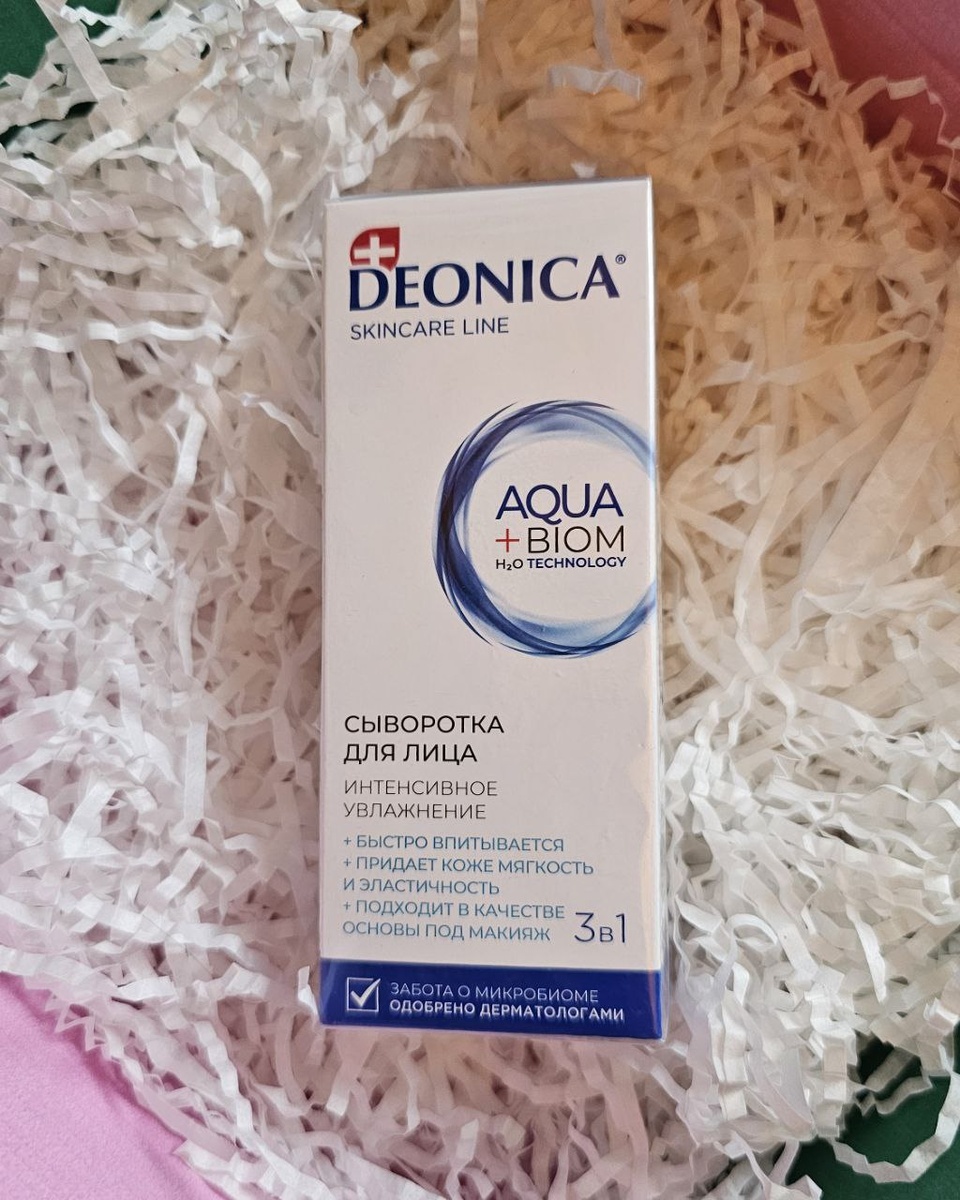 DEONICA®
SKINCARE LINE
AQUA
+BIOM
H₂O TECHNOLOGY
СЫВОРОТКА
ДЛЯ ЛИЦА
ИНТЕНСИВНОЕ
УВЛАЖНЕНИЕ
+ БЫСТРО ВПИТЫВАЕТСЯ
+ ПРИДАЕТ КОЖЕ МЯГКОСТЬ
И ЭЛАСТИЧНОСТЬ
+ ПОДХОДИТ В КАЧЕСТВЕ
ОСНОВЫ ПОД МАКИЯЖ
3в1
ЗАБОТА О МИКРОБИОМЕ
ОДОБРЕНО ДЕРМАТОЛОГАМИ